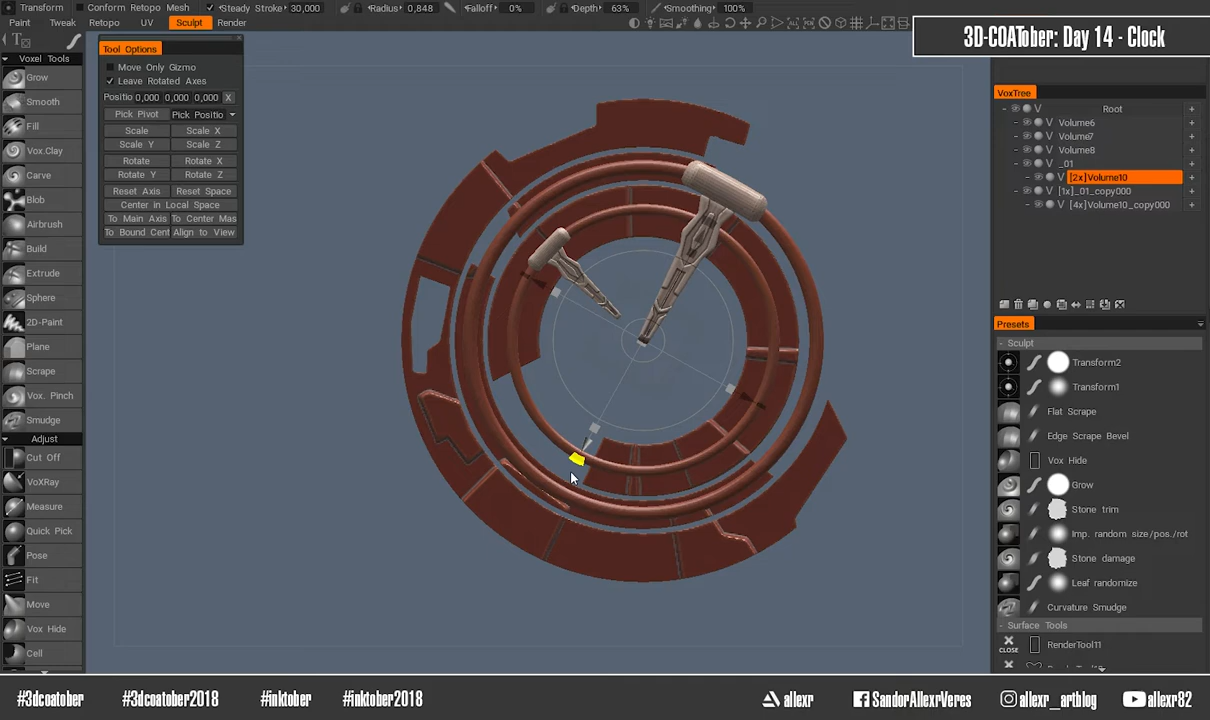 Transform Steady Stroke 30,000 Radius 0,848 Falloff 0% Depth 63% Smoothing 100%
Paint Tweak Retopo UV Sculpt Render
3D-COATober: Day 14 - Clock
Voxel Tools
Grow
Smooth
Fill
Vox.Clay
Carve
Blob
Airbrush
Build
Extrude
Sphere
2D-Paint
Plane
Scrape
Vox. Pinch
Smudge
Adjust
Cut Off
VoXRay
Measure
Quick Pick
Pose
Fit
Move
Vox Hide
Cell
Tool Options
Move Only Gizmo
Leave Rotated Axes
Positio 0,000 0,000 0,000 X
Pick Pivot Pick Positio
Scale Scale X
Scale Y Scale Z
Rotate Rotate X
Rotate Y Rotate Z
Reset Axis Reset Space
Center in Local Space
To Main Axis To Center Mas
To Bound Cent Align to View
VoxTree
V Root +
V Volume6 +
V Volume7 +
V Volume8 +
V _01 +
V [2x]Volume10 +
V [1x]_01_copy000 +
V [4x]Volume10_copy000 +
Presets
- Sculpt
Transform2
Transform1
Flat Scrape
Edge Scrape Bevel
Vox Hide
Grow
Stone trim
Imp. random size/pos./rot
Stone damage
Leaf randomize
Curvature Smudge
- Surface Tools
CLOSE RenderTool11
#3dcoatober #3dcoatober2018 #inktober #inktober2018 allexr SandorAllexrVeres allexr_artblog allexr82